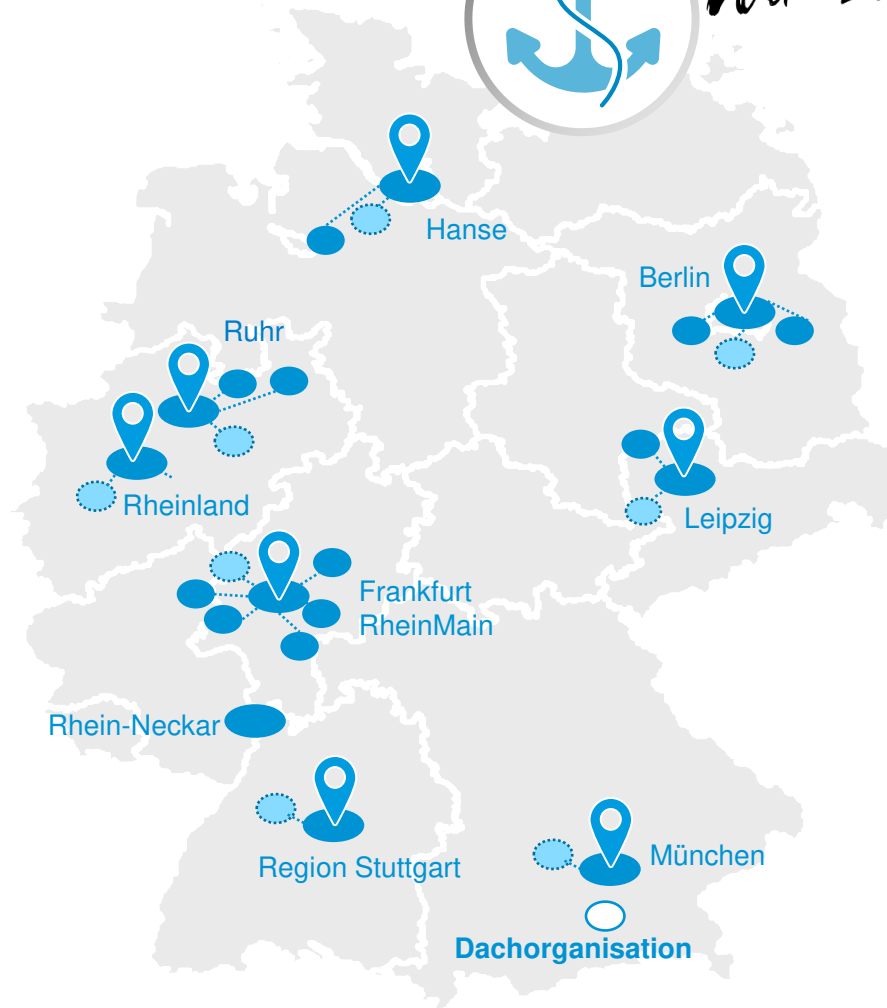 Hanse
Berlin
Ruhr
Rheinland
Leipzig
Frankfurt
RheinMain
Rhein-Neckar
Region Stuttgart
München
Dachorganisation